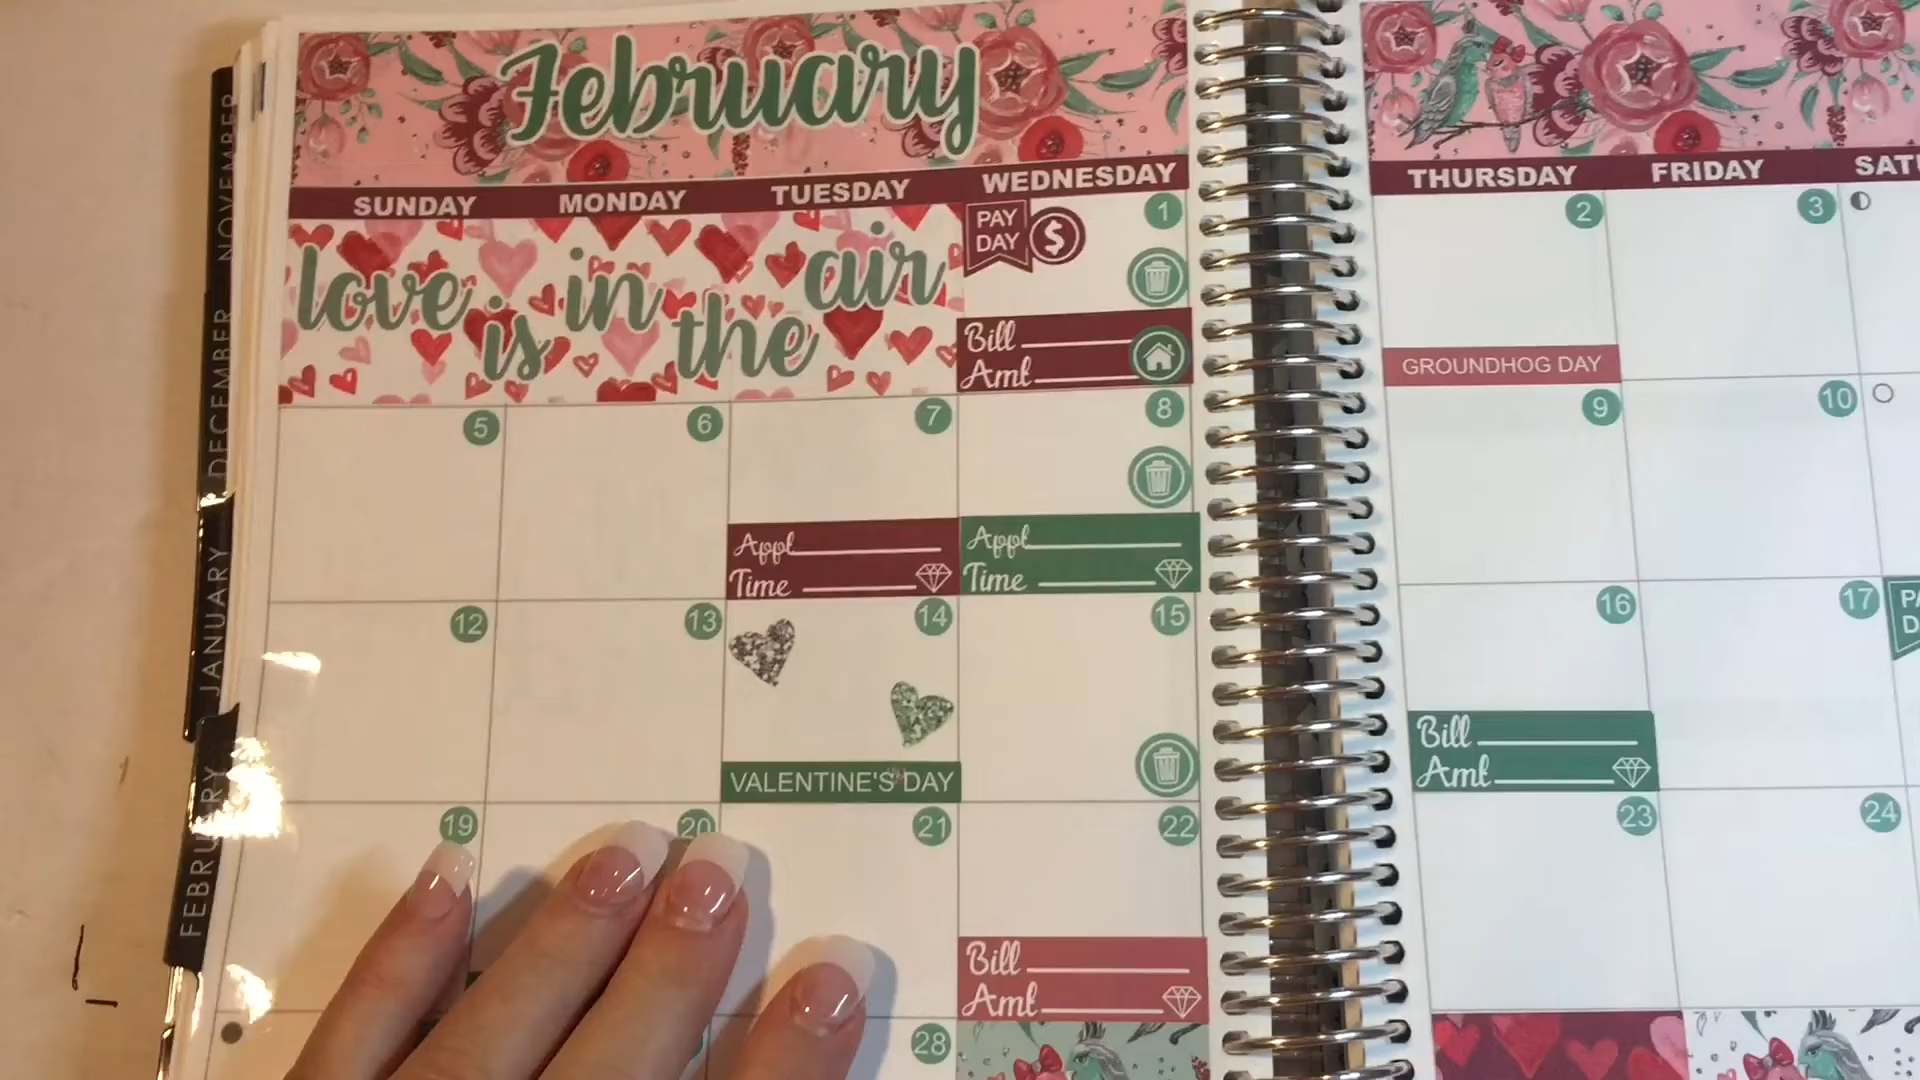 February
SUNDAY MONDAY TUESDAY WEDNESDAY THURSDAY FRIDAY
love is in the air
PAY DAY $
1
Bill
Amt
2
GROUNDHOG DAY
3
5
6
7
Appt
Time
8
Appt
Time
9
10
12
13
14
VALENTINE'S DAY
15
16
Bill
Amt
17
19
20
21
22
Bill
Amt
23
24
28
NOVEMBER
DECEMBER
JANUARY
FEBRUARY